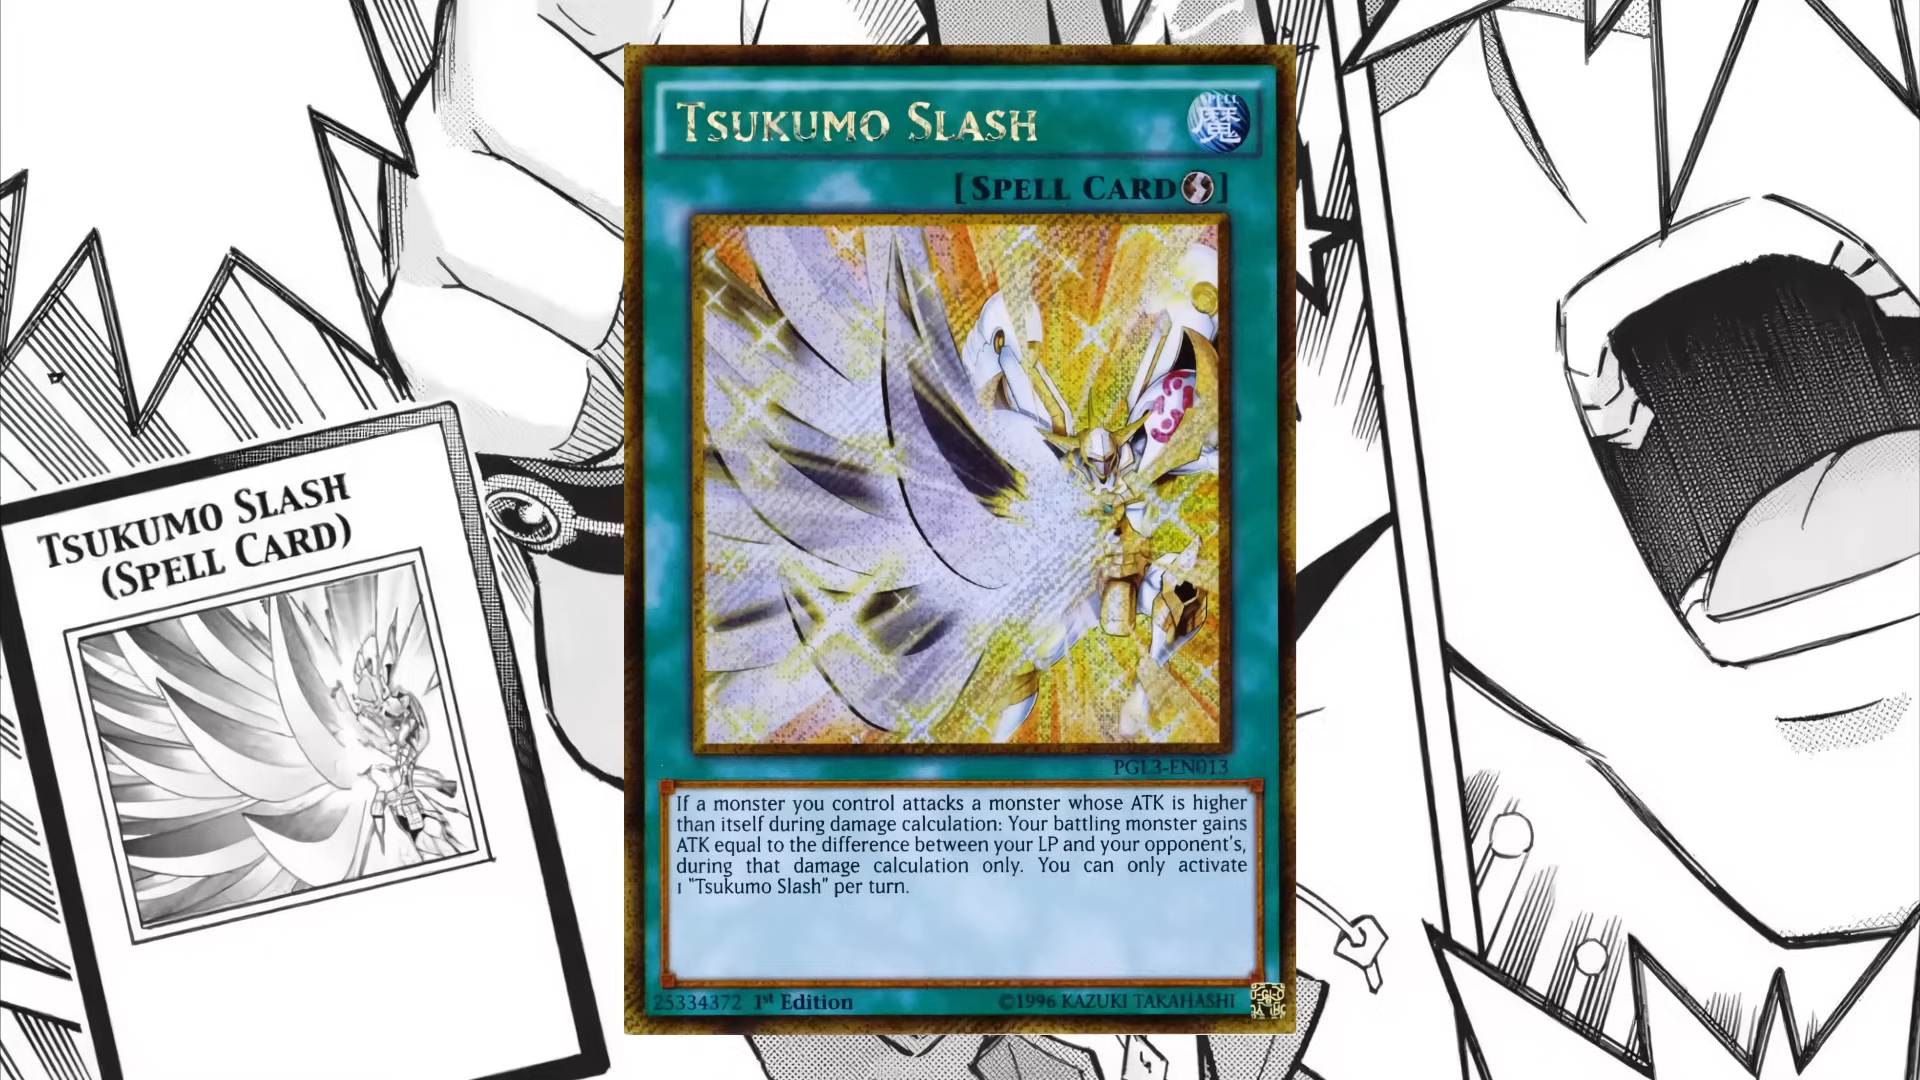 TSUKUMO SLASH
(SPELL CARD)
TSUKUMO SLASH
SPELL
魔
[SPELL CARD]
PGL3-EN013
If a monster you control attacks a monster whose ATK is higher
than itself during damage calculation: Your battling monster gains
ATK equal to the difference between your LP and your opponent's,
during that damage calculation only. You can only activate
1 "Tsukumo Slash" per turn.
25334372 1st Edition
©1996 KAZUKI TAKAHASHI